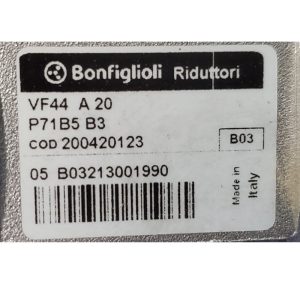 Bonfiglioli Riduttori
VF44 A 20
P71B5 B3
COD 200420123
B03
05 B03213001990
Made in
Italy